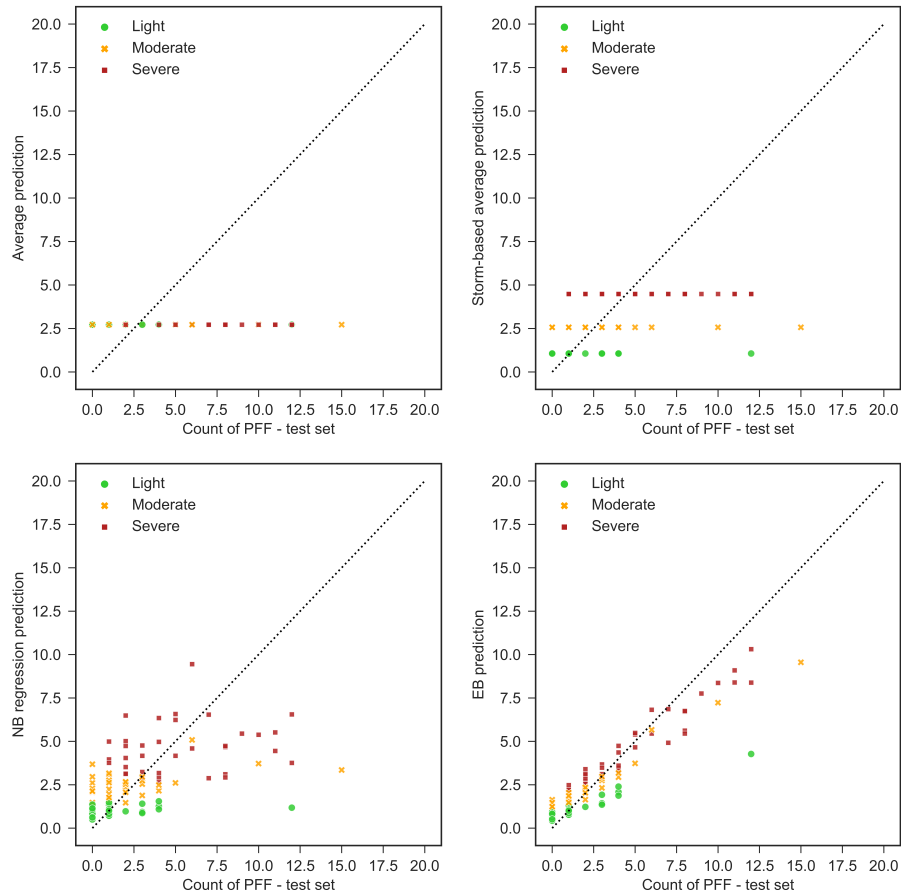 Light
Moderate
Severe
20.0
17.5
15.0
12.5
10.0
7.5
5.0
2.5
0.0
Average prediction
0.0 2.5 5.0 7.5 10.0 12.5 15.0 17.5 20.0
Count of PFF - test set
Light
Moderate
Severe
20.0
17.5
15.0
12.5
10.0
7.5
5.0
2.5
0.0
Storm-based average prediction
0.0 2.5 5.0 7.5 10.0 12.5 15.0 17.5 20.0
Count of PFF - test set
Light
Moderate
Severe
20.0
17.5
15.0
12.5
10.0
7.5
5.0
2.5
0.0
NB regression prediction
0.0 2.5 5.0 7.5 10.0 12.5 15.0 17.5 20.0
Count of PFF - test set
Light
Moderate
Severe
20.0
17.5
15.0
12.5
10.0
7.5
5.0
2.5
0.0
EB prediction
0.0 2.5 5.0 7.5 10.0 12.5 15.0 17.5 20.0
Count of PFF - test set